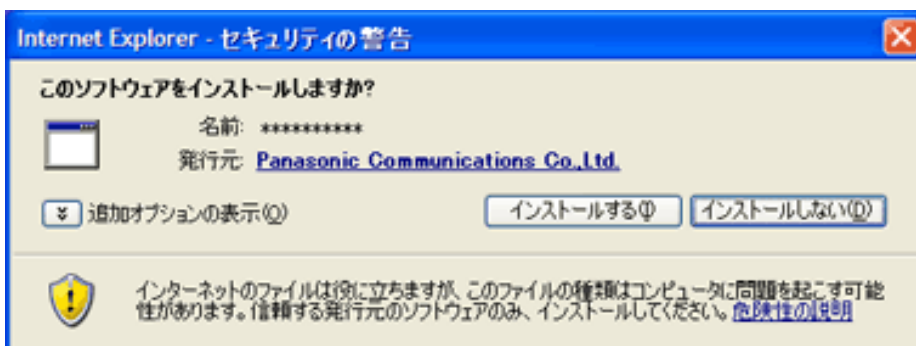 Internet Explorer - セキュリティの警告
このソフトウェアをインストールしますか?
名前: **********
発行元: Panasonic Communications Co.,Ltd.
追加オプションの表示(O)
インストールする(I)
インストールしない(D)
インターネットのファイルは役に立ちますが、このファイルの種類はコンピュータに問題を起こす可能
性があります。信頼する発行元のソフトウェアのみ、インストールしてください。危険性の説明